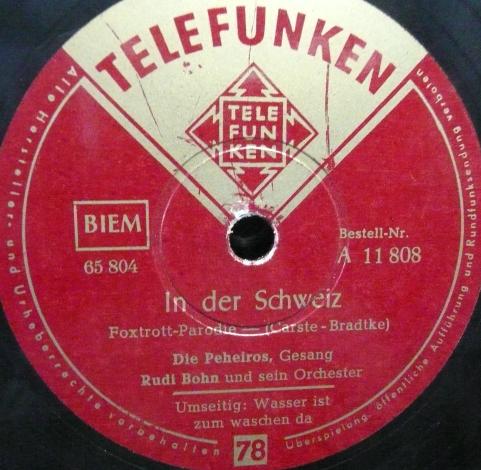 TELEFUNKEN
TELE
FUN
KEN
BIEM
65 804
Bestell-Nr.
A 11 808
In der Schweiz
Foxtrott-Parodie — (Carste-Bradtke)
Die Peheiros, Gesang
Rudi Bohn und sein Orchester
Umseitig: Wasser ist
zum waschen da
78
Alle Hersteller- und Urheberrechte vorbehalten
Überspielung, öffentliche Aufführung und Rundfunksendung verboten